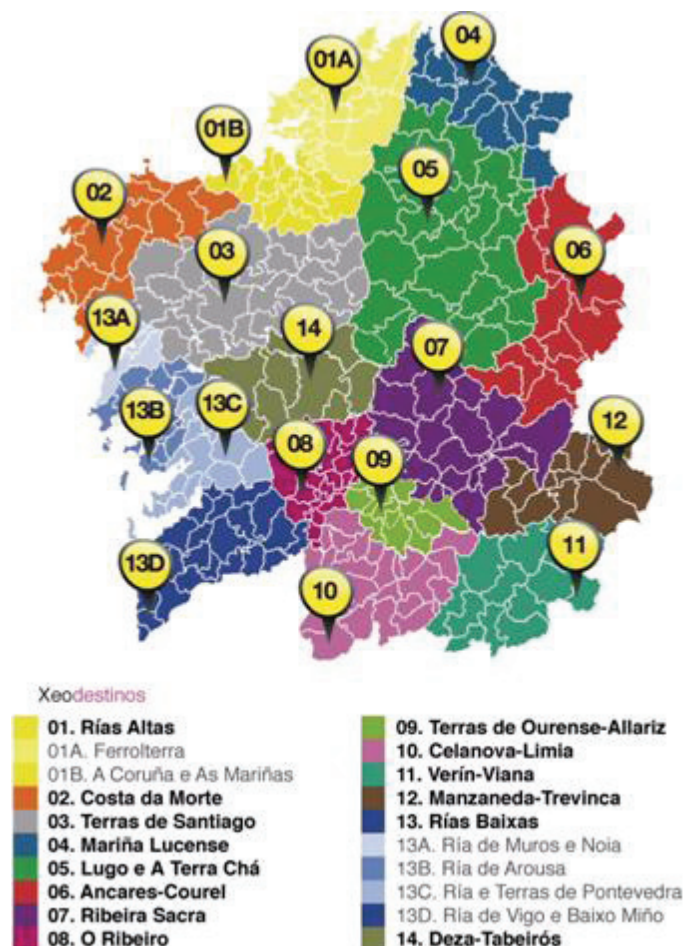 04
01A
01B
05
02
03
06
13A
14
07
13B
13C
12
08
09
13D
11
10
Xeodestinos
01. Rías Altas
01A. Ferrolterra
01B. A Coruña e As Mariñas
02. Costa da Morte
03. Terras de Santiago
04. Mariña Lucense
05. Lugo e A Terra Chá
06. Ancares-Courel
07. Ribeira Sacra
08. O Ribeiro
09. Terras de Ourense-Allariz
10. Celanova-Limia
11. Verín-Viana
12. Manzaneda-Trevinca
13. Rías Baixas
13A. Ría de Muros e Noia
13B. Ría de Arousa
13C. Ría e Terras de Pontevedra
13D. Ría de Vigo e Baixo Miño
14. Deza-Tabeirós